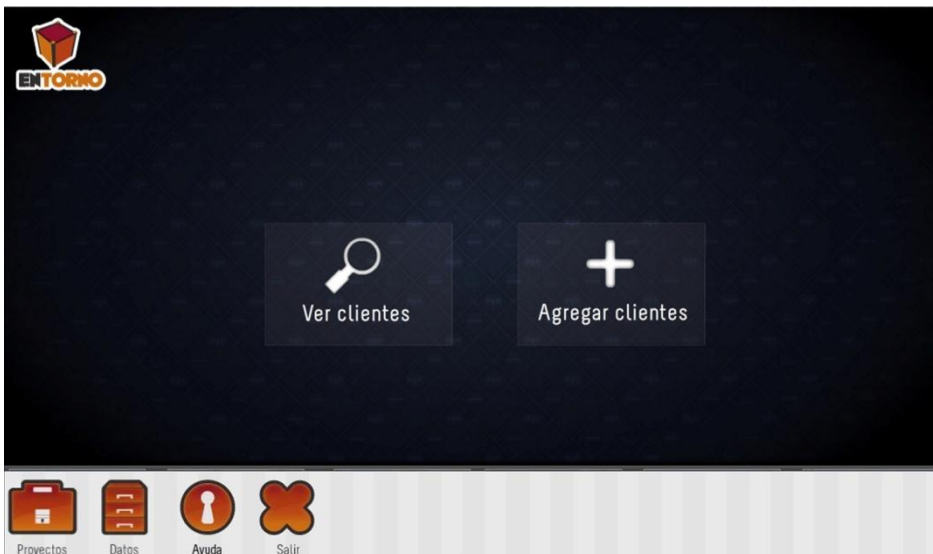 ENTORNO
Ver clientes
Agregar clientes
Proyectos
Datos
Ayuda
Salir